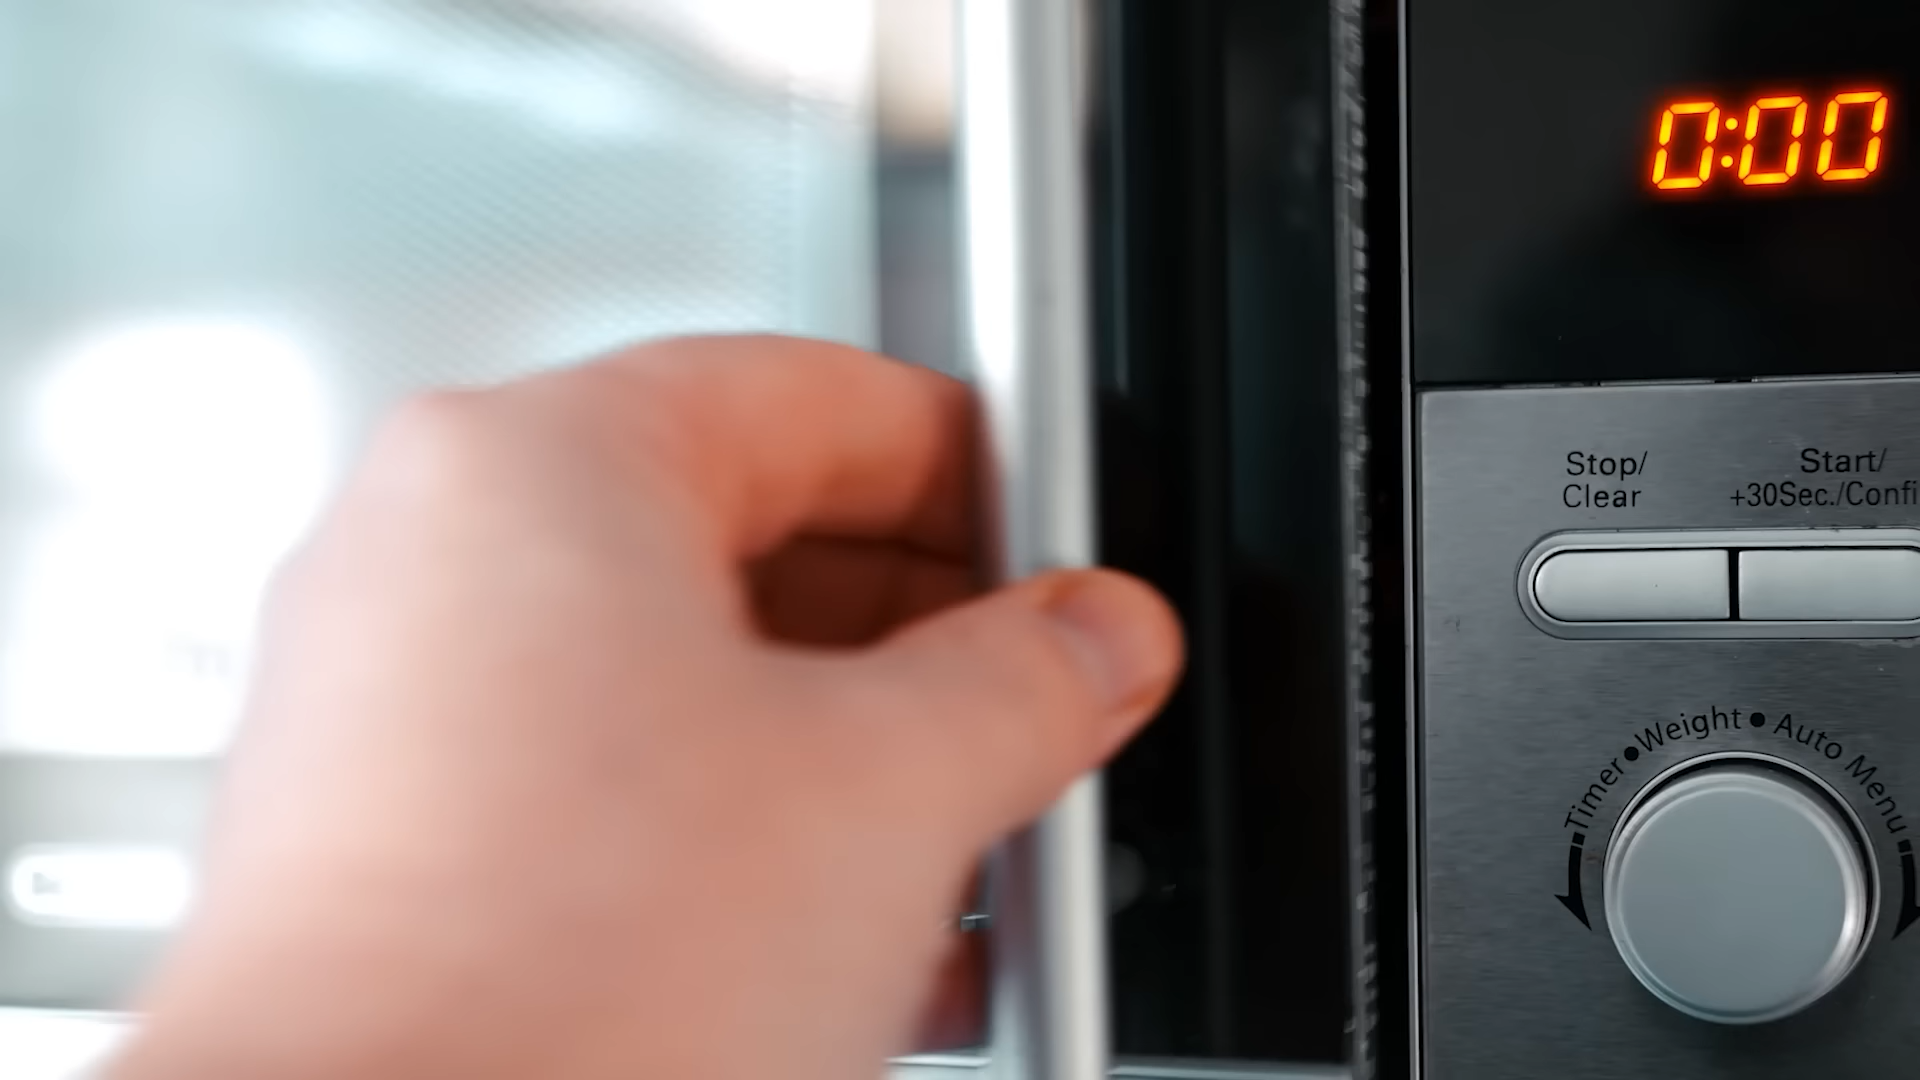 0:00
Stop/
Clear
Start/
+30Sec./Confi
Timer•Weight•Auto Menu